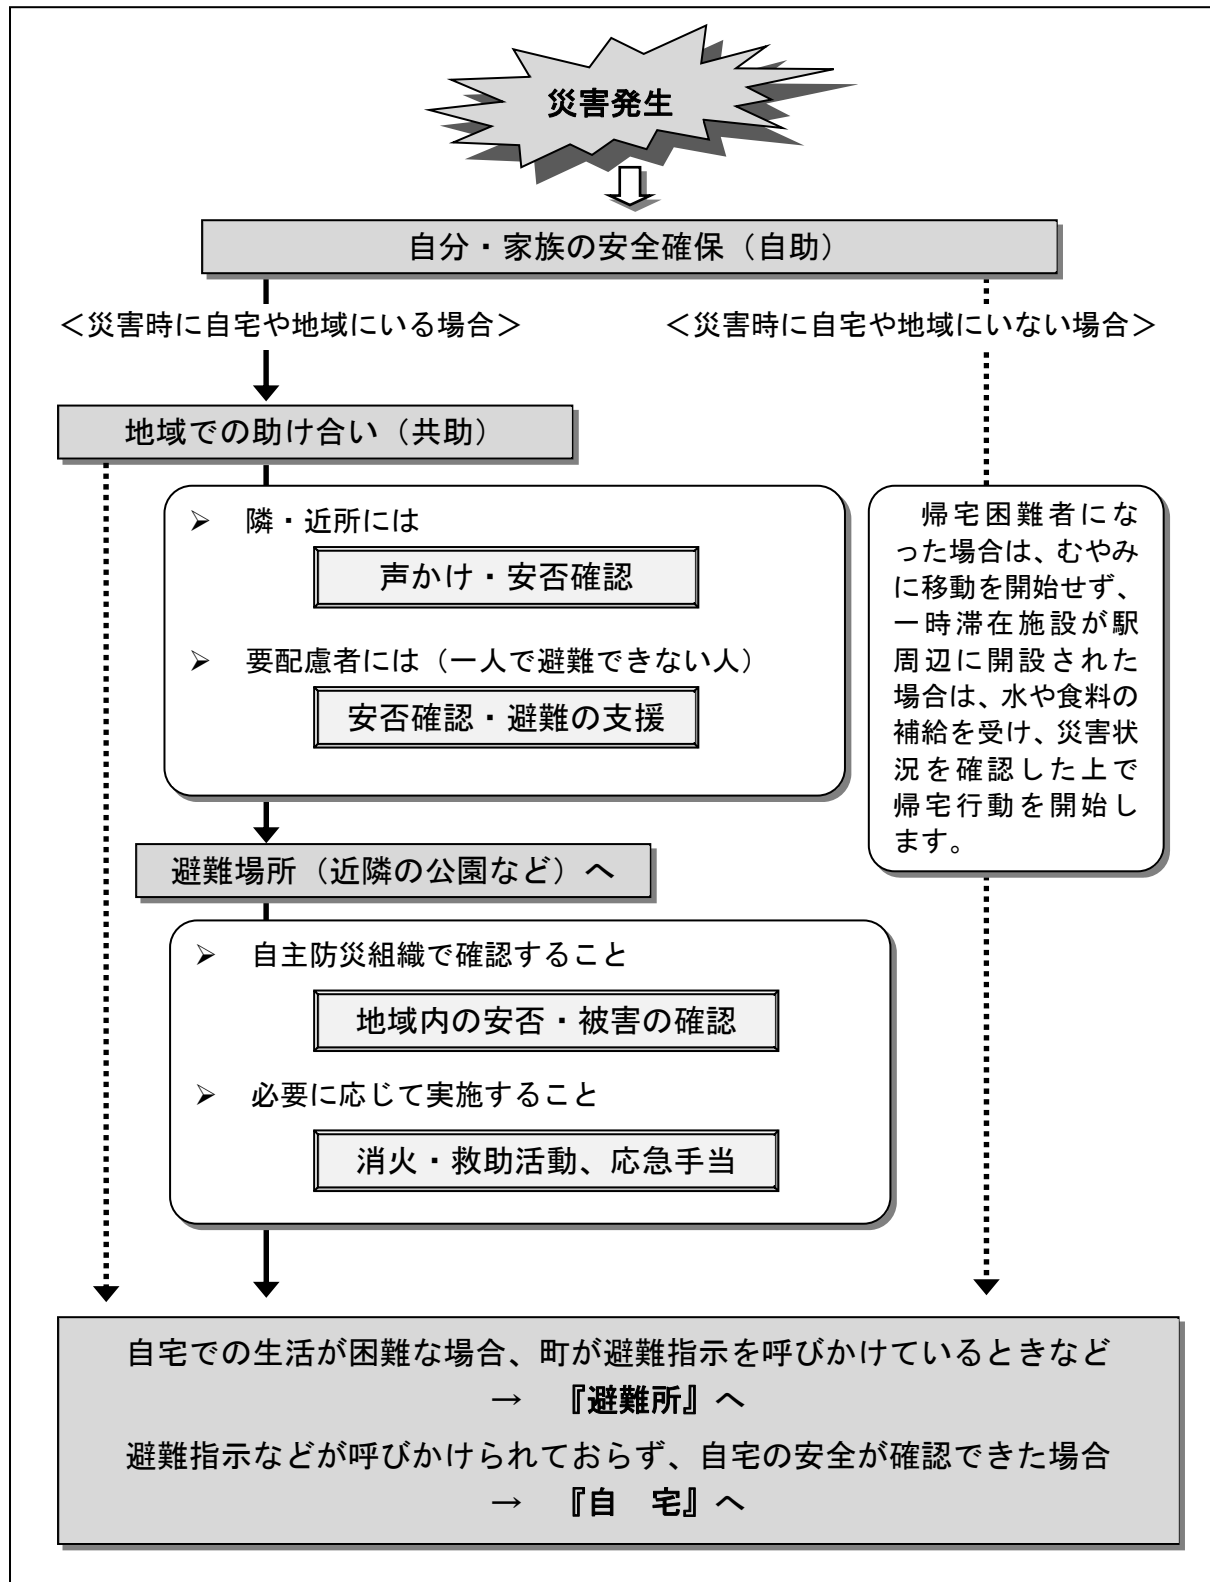 災害発生
自分・家族の安全確保（自助）
＜災害時に自宅や地域にいる場合＞
＜災害時に自宅や地域にいない場合＞
地域での助け合い（共助）
➢ 隣・近所には
声かけ・安否確認
➢ 要配慮者には（一人で避難できない人）
安否確認・避難の支援
帰宅困難者にな
った場合は、むやみ
に移動を開始せず、
一時滞在施設が駅
周辺に開設された
場合は、水や食料の
補給を受け、災害状
況を確認した上で
帰宅行動を開始し
ます。
避難場所（近隣の公園など）へ
➢ 自主防災組織で確認すること
地域内の安否・被害の確認
➢ 必要に応じて実施すること
消火・救助活動、応急手当
自宅での生活が困難な場合、町が避難指示を呼びかけているときなど
→ 『避難所』へ
避難指示などが呼びかけられておらず、自宅の安全が確認できた場合
→ 『自　宅』へ